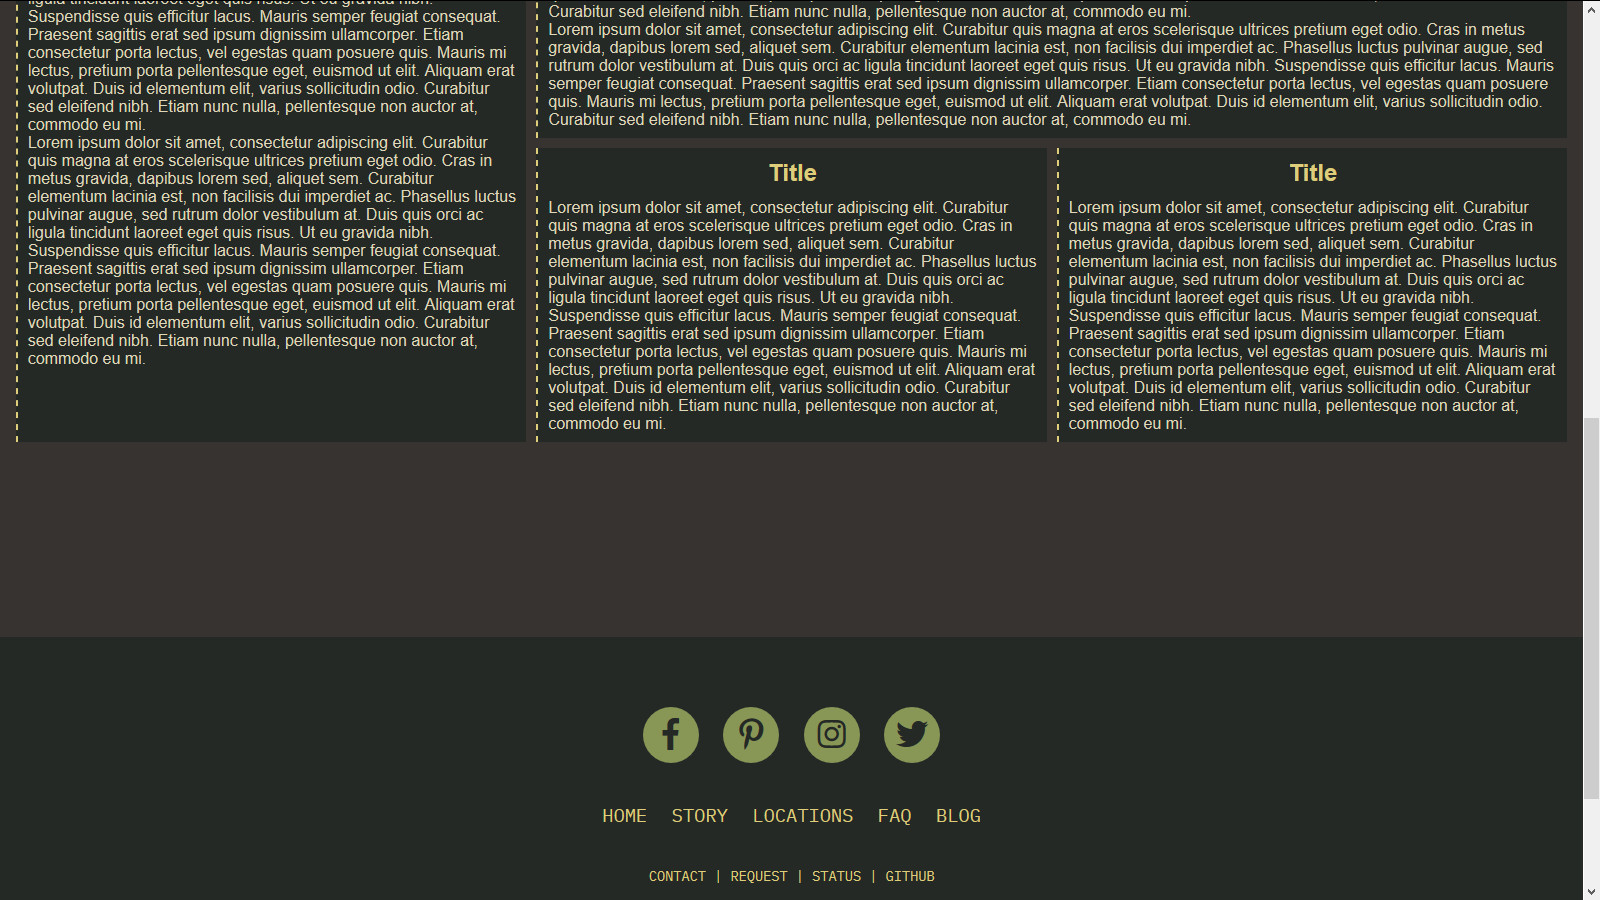 Suspendisse quis efficitur lacus. Mauris semper feugiat consequat.
Praesent sagittis erat sed ipsum dignissim ullamcorper. Etiam
consectetur porta lectus, vel egestas quam posuere quis. Mauris mi
lectus, pretium porta pellentesque eget, euismod ut elit. Aliquam erat
volutpat. Duis id elementum elit, varius sollicitudin odio. Curabitur
sed eleifend nibh. Etiam nunc nulla, pellentesque non auctor at,
commodo eu mi.
Lorem ipsum dolor sit amet, consectetur adipiscing elit. Curabitur
quis magna at eros scelerisque ultrices pretium eget odio. Cras in
metus gravida, dapibus lorem sed, aliquet sem. Curabitur
elementum lacinia est, non facilisis dui imperdiet ac. Phasellus luctus
pulvinar augue, sed rutrum dolor vestibulum at. Duis quis orci ac
ligula tincidunt laoreet eget quis risus. Ut eu gravida nibh.
Suspendisse quis efficitur lacus. Mauris semper feugiat consequat.
Praesent sagittis erat sed ipsum dignissim ullamcorper. Etiam
consectetur porta lectus, vel egestas quam posuere quis. Mauris mi
lectus, pretium porta pellentesque eget, euismod ut elit. Aliquam erat
volutpat. Duis id elementum elit, varius sollicitudin odio. Curabitur
sed eleifend nibh. Etiam nunc nulla, pellentesque non auctor at,
commodo eu mi.
Curabitur sed eleifend nibh. Etiam nunc nulla, pellentesque non auctor at, commodo eu mi.
Lorem ipsum dolor sit amet, consectetur adipiscing elit. Curabitur quis magna at eros scelerisque ultrices pretium eget odio. Cras in metus
gravida, dapibus lorem sed, aliquet sem. Curabitur elementum lacinia est, non facilisis dui imperdiet ac. Phasellus luctus pulvinar augue, sed
rutrum dolor vestibulum at. Duis quis orci ac ligula tincidunt laoreet eget quis risus. Ut eu gravida nibh. Suspendisse quis efficitur lacus. Mauris
semper feugiat consequat. Praesent sagittis erat sed ipsum dignissim ullamcorper. Etiam consectetur porta lectus, vel egestas quam posuere
quis. Mauris mi lectus, pretium porta pellentesque eget, euismod ut elit. Aliquam erat volutpat. Duis id elementum elit, varius sollicitudin odio.
Curabitur sed eleifend nibh. Etiam nunc nulla, pellentesque non auctor at, commodo eu mi.
Title
Lorem ipsum dolor sit amet, consectetur adipiscing elit. Curabitur
quis magna at eros scelerisque ultrices pretium eget odio. Cras in
metus gravida, dapibus lorem sed, aliquet sem. Curabitur
elementum lacinia est, non facilisis dui imperdiet ac. Phasellus luctus
pulvinar augue, sed rutrum dolor vestibulum at. Duis quis orci ac
ligula tincidunt laoreet eget quis risus. Ut eu gravida nibh.
Suspendisse quis efficitur lacus. Mauris semper feugiat consequat.
Praesent sagittis erat sed ipsum dignissim ullamcorper. Etiam
consectetur porta lectus, vel egestas quam posuere quis. Mauris mi
lectus, pretium porta pellentesque eget, euismod ut elit. Aliquam erat
volutpat. Duis id elementum elit, varius sollicitudin odio. Curabitur
sed eleifend nibh. Etiam nunc nulla, pellentesque non auctor at,
commodo eu mi.
Title
Lorem ipsum dolor sit amet, consectetur adipiscing elit. Curabitur
quis magna at eros scelerisque ultrices pretium eget odio. Cras in
metus gravida, dapibus lorem sed, aliquet sem. Curabitur
elementum lacinia est, non facilisis dui imperdiet ac. Phasellus luctus
pulvinar augue, sed rutrum dolor vestibulum at. Duis quis orci ac
ligula tincidunt laoreet eget quis risus. Ut eu gravida nibh.
Suspendisse quis efficitur lacus. Mauris semper feugiat consequat.
Praesent sagittis erat sed ipsum dignissim ullamcorper. Etiam
consectetur porta lectus, vel egestas quam posuere quis. Mauris mi
lectus, pretium porta pellentesque eget, euismod ut elit. Aliquam erat
volutpat. Duis id elementum elit, varius sollicitudin odio. Curabitur
sed eleifend nibh. Etiam nunc nulla, pellentesque non auctor at,
commodo eu mi.
HOME STORY LOCATIONS FAQ BLOG
CONTACT | REQUEST | STATUS | GITHUB